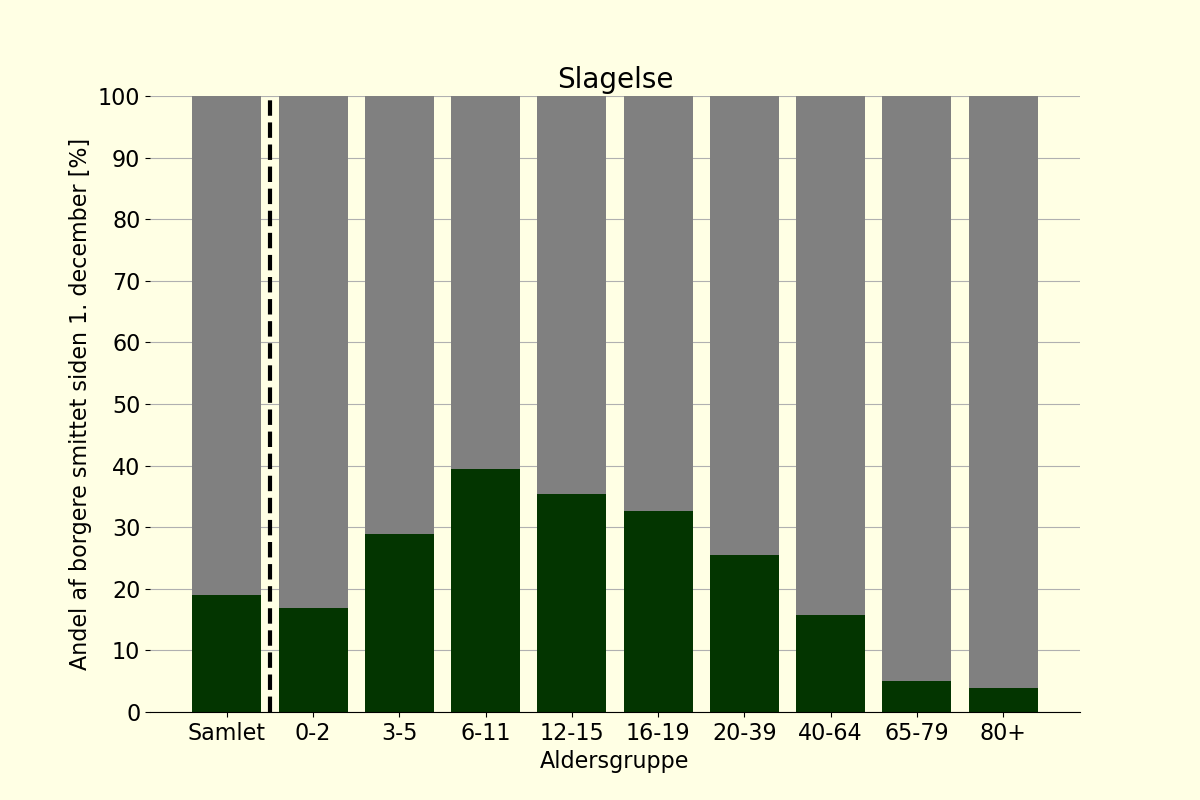 Slagelse
Andel af borgere smittet siden 1. december [%]
100
90
80
70
60
50
40
30
20
10
0
Samlet 0-2 3-5 6-11 12-15 16-19 20-39 40-64 65-79 80+
Aldersgruppe